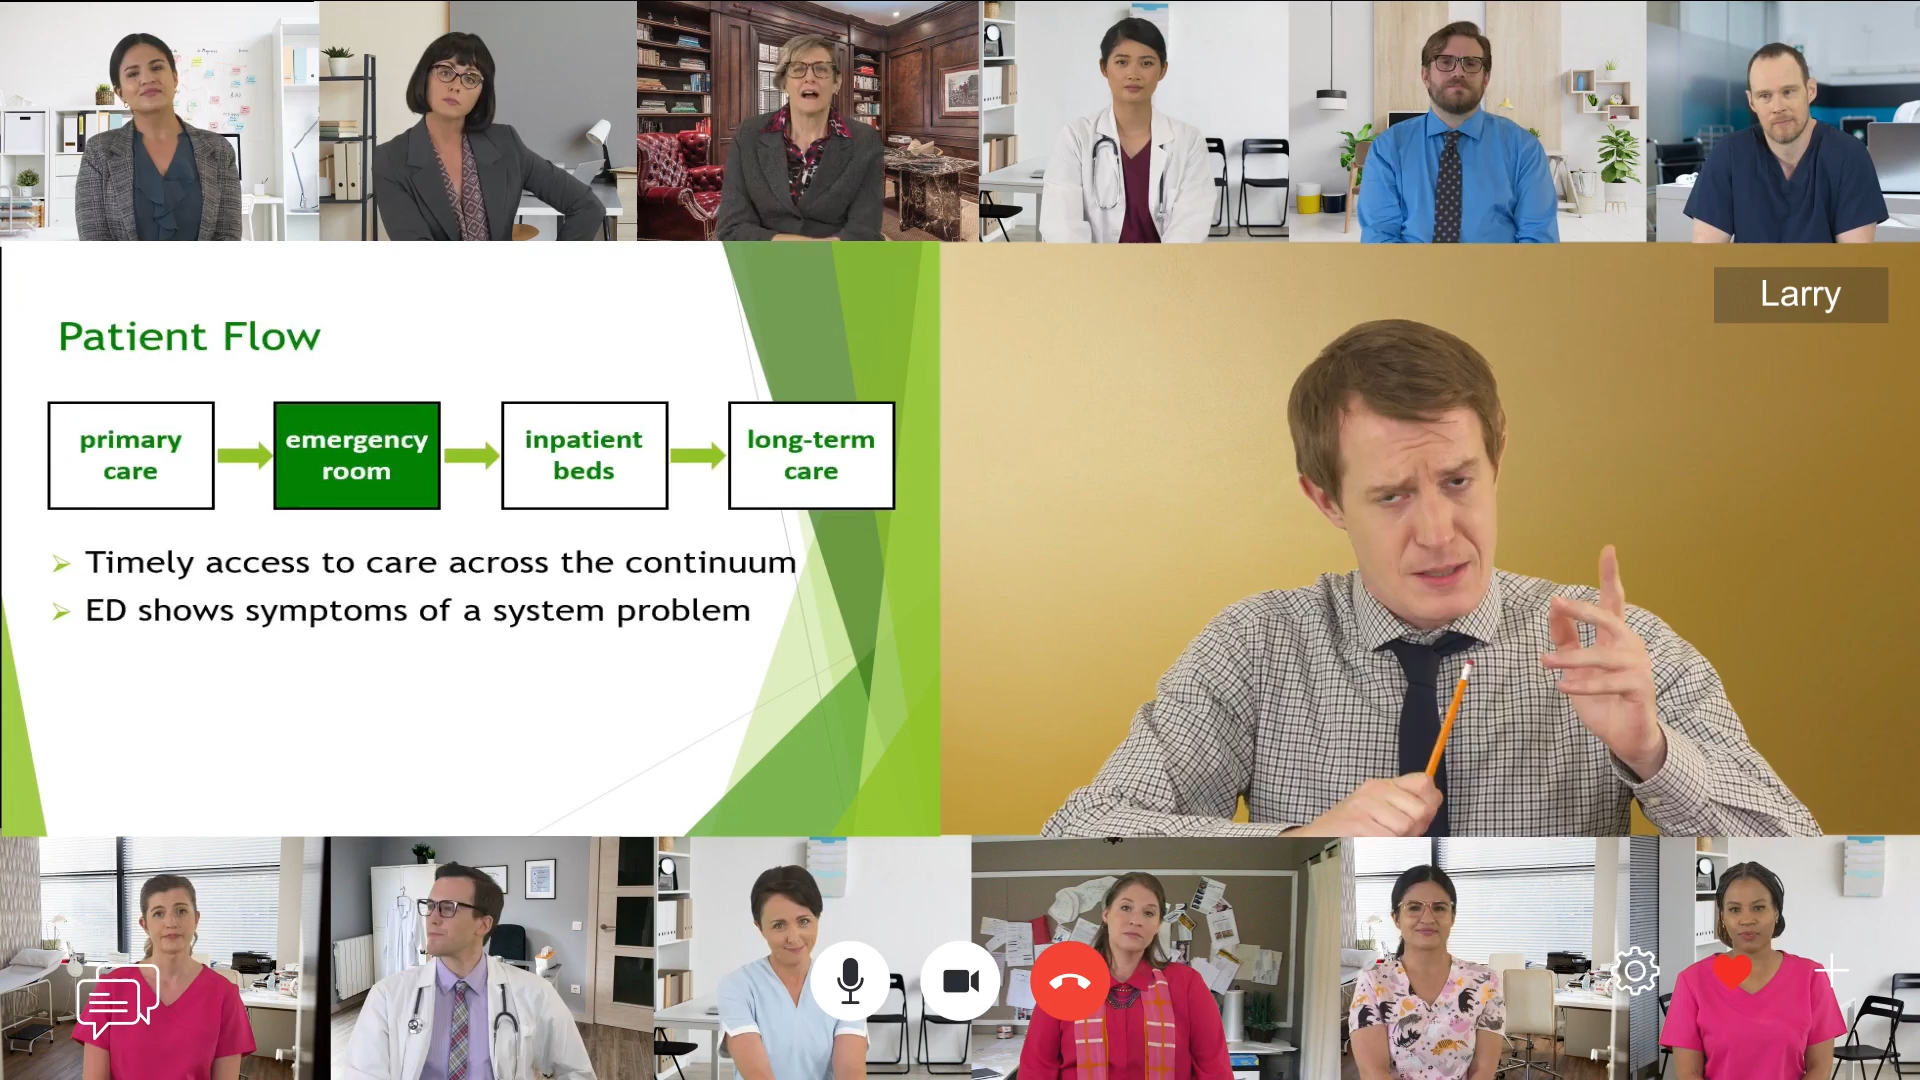 Larry
Patient Flow
primary
care
emergency
room
inpatient
beds
long-term
care
Timely access to care across the continuum
ED shows symptoms of a system problem